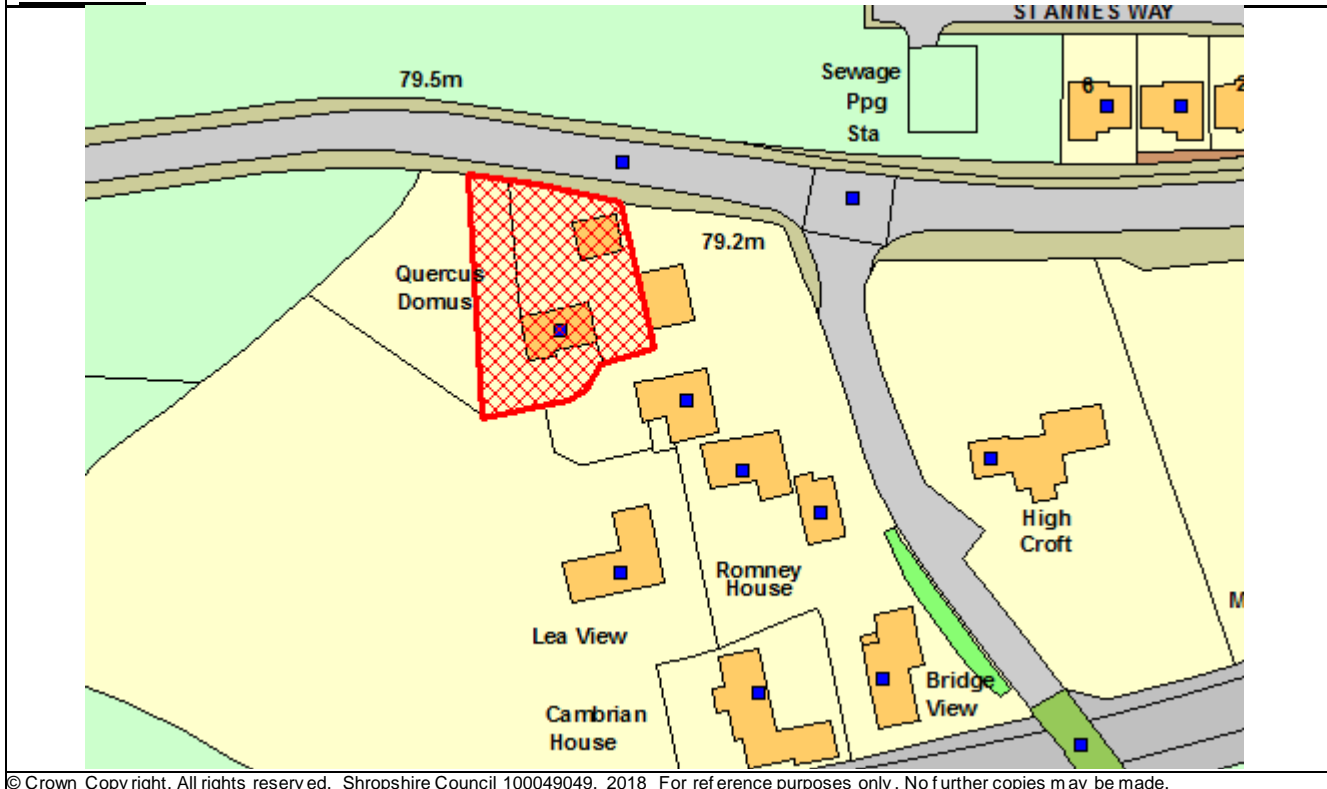 ST ANNE'S WAY
79.5m
Sewage
Ppg
Sta
6
2
79.2m
Quercus
Domus
High
Croft
Romney
House
M
Lea View
Bridge
View
Cambrian
House
© Crown Copyright. All rights reserved. Shropshire Council 100049049. 2018 For reference purposes only. No further copies may be made.